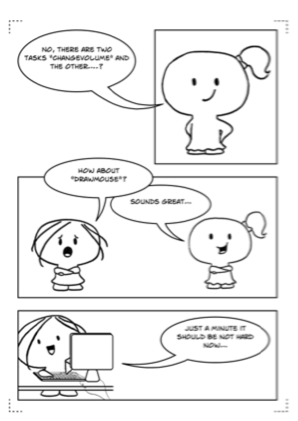 NO, THERE ARE TWO
TASKS "CHANGEVOLUME" AND
THE OTHER....?
HOW ABOUT
"DRAWMOUSE"?
SOUNDS GREAT...
JUST A MINUTE IT
SHOULD BE NOT HARD
NOW...